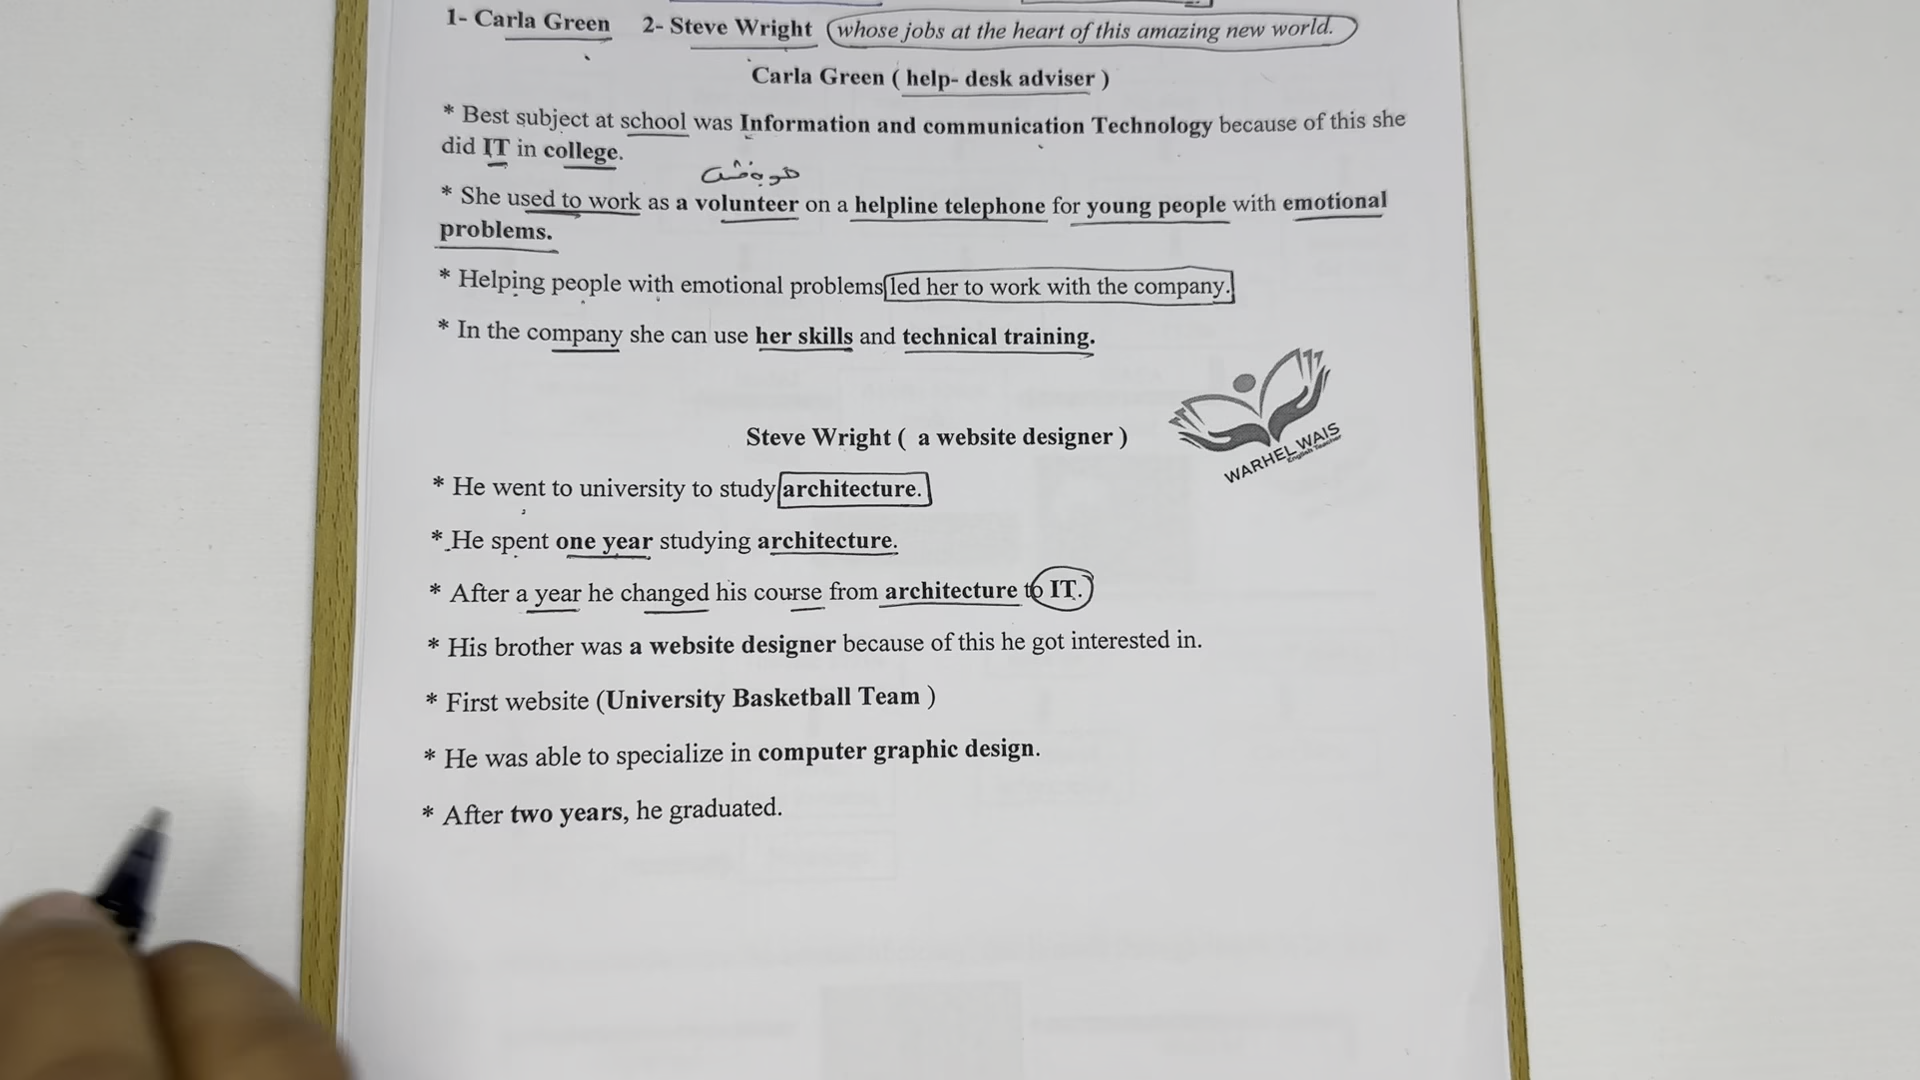 1- Carla Green 2- Steve Wright whose jobs at the heart of this amazing new world.
Carla Green ( help- desk adviser )
* Best subject at school was Information and communication Technology because of this she
did IT in college.
* She used to work as a volunteer on a helpline telephone for young people with emotional
problems.
* Helping people with emotional problems led her to work with the company.
* In the company she can use her skills and technical training.
WARHEL WAIS
English Teacher
Steve Wright ( a website designer )
* He went to university to study architecture.
* He spent one year studying architecture.
* After a year he changed his course from architecture to IT.
* His brother was a website designer because of this he got interested in.
* First website (University Basketball Team )
* He was able to specialize in computer graphic design.
* After two years, he graduated.